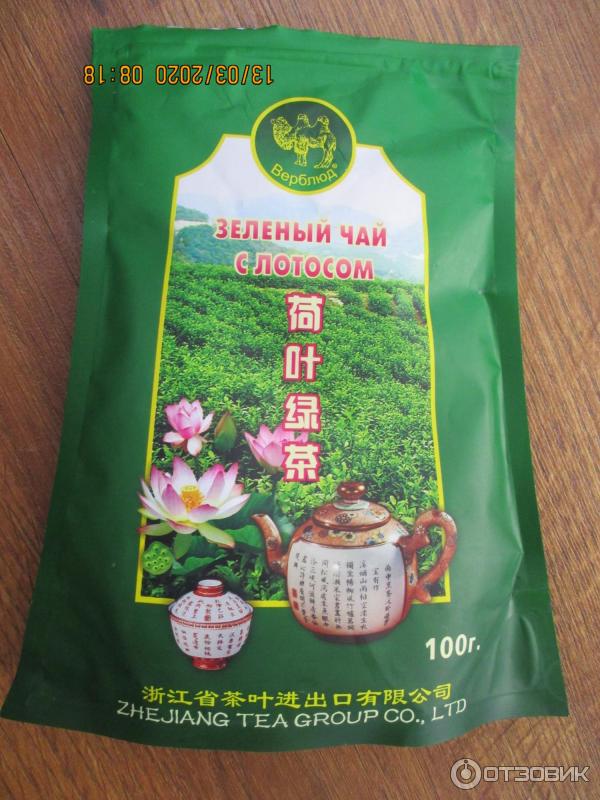 13/03/2020 08:18
Верблюд®
ЗЕЛЕНЫЙ ЧАЙ
С ЛОТОСОМ
荷叶绿茶
100г.
浙江省茶叶进出口有限公司
ZHEJIANG TEA GROUP CO., LTD
ОТЗОВИК